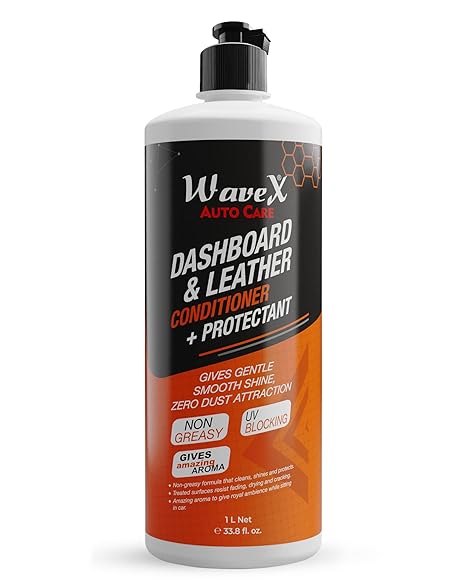 WaveX
AUTO CARE
DASHBOARD
& LEATHER
CONDITIONER
+ PROTECTANT
GIVES GENTLE
SMOOTH SHINE,
ZERO DUST ATTRACTION
NON
GREASY
UV
BLOCKING
GIVES
amazing
AROMA
• Non-greasy formula that cleans, shines and protects.
• Treated surfaces resist fading, drying and cracking.
• Amazing aroma to give royal ambience while sitting
in car.
1 L Net
℮ 33.8 fl. oz.